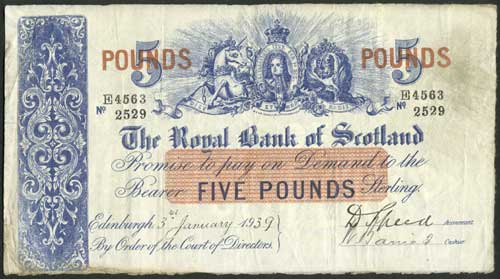 5 POUNDS 5 POUNDS
E4563 E4563
No 2529 No 2529
The Royal Bank of Scotland
Promise to pay on Demand to the
Bearer FIVE POUNDS Sterling.
Edinburgh 3rd January 1939
By Order of the Court of Directors.
D Speed Accountant
Cashier